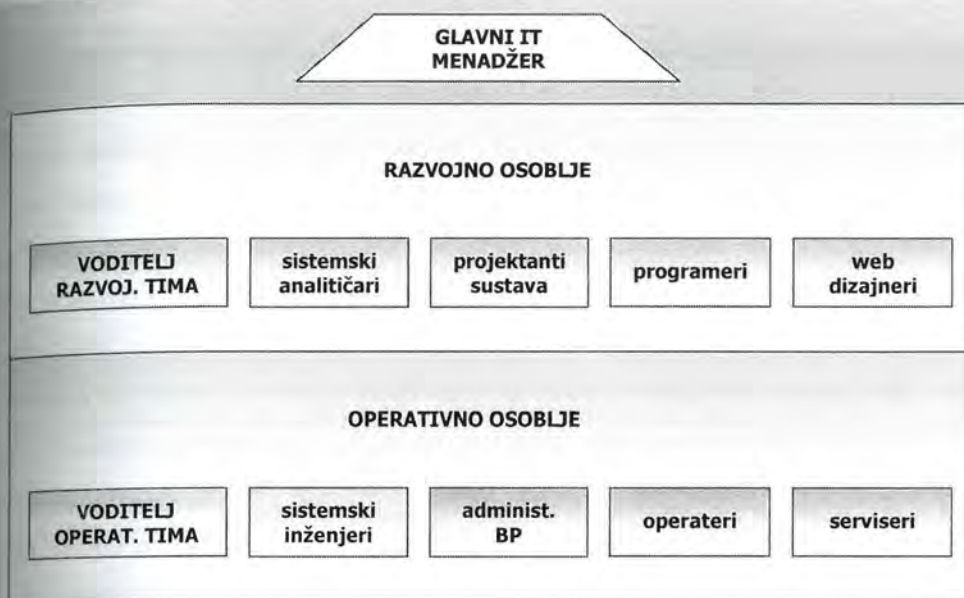 GLAVNI IT
MENADŽER
RAZVOJNO OSOBLJE
VODITELJ
RAZVOJ. TIMA
sistemski
analitičari
projektanti
sustava
programeri
web
dizajneri
OPERATIVNO OSOBLJE
VODITELJ
OPERAT. TIMA
sistemski
inženjeri
administ.
BP
operateri
serviseri